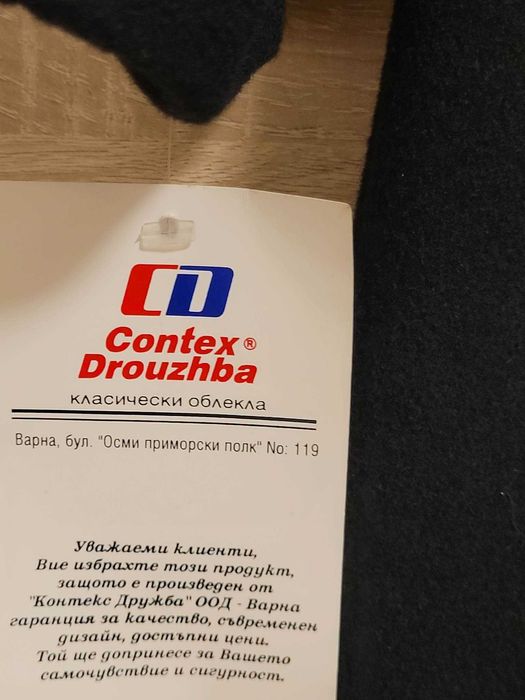 CD
Contex®
Drouzhba
класически облекла
Варна, бул. "Осми приморски полк" No: 119
Уважаеми клиенти,
Вие избрахте този продукт,
защото е произведен от
"Контекс Дружба" ООД - Варна
гаранция за качество, съвременен
дизайн, достъпни цени.
Той ще допринесе за Вашето
самочувствие и сигурност.